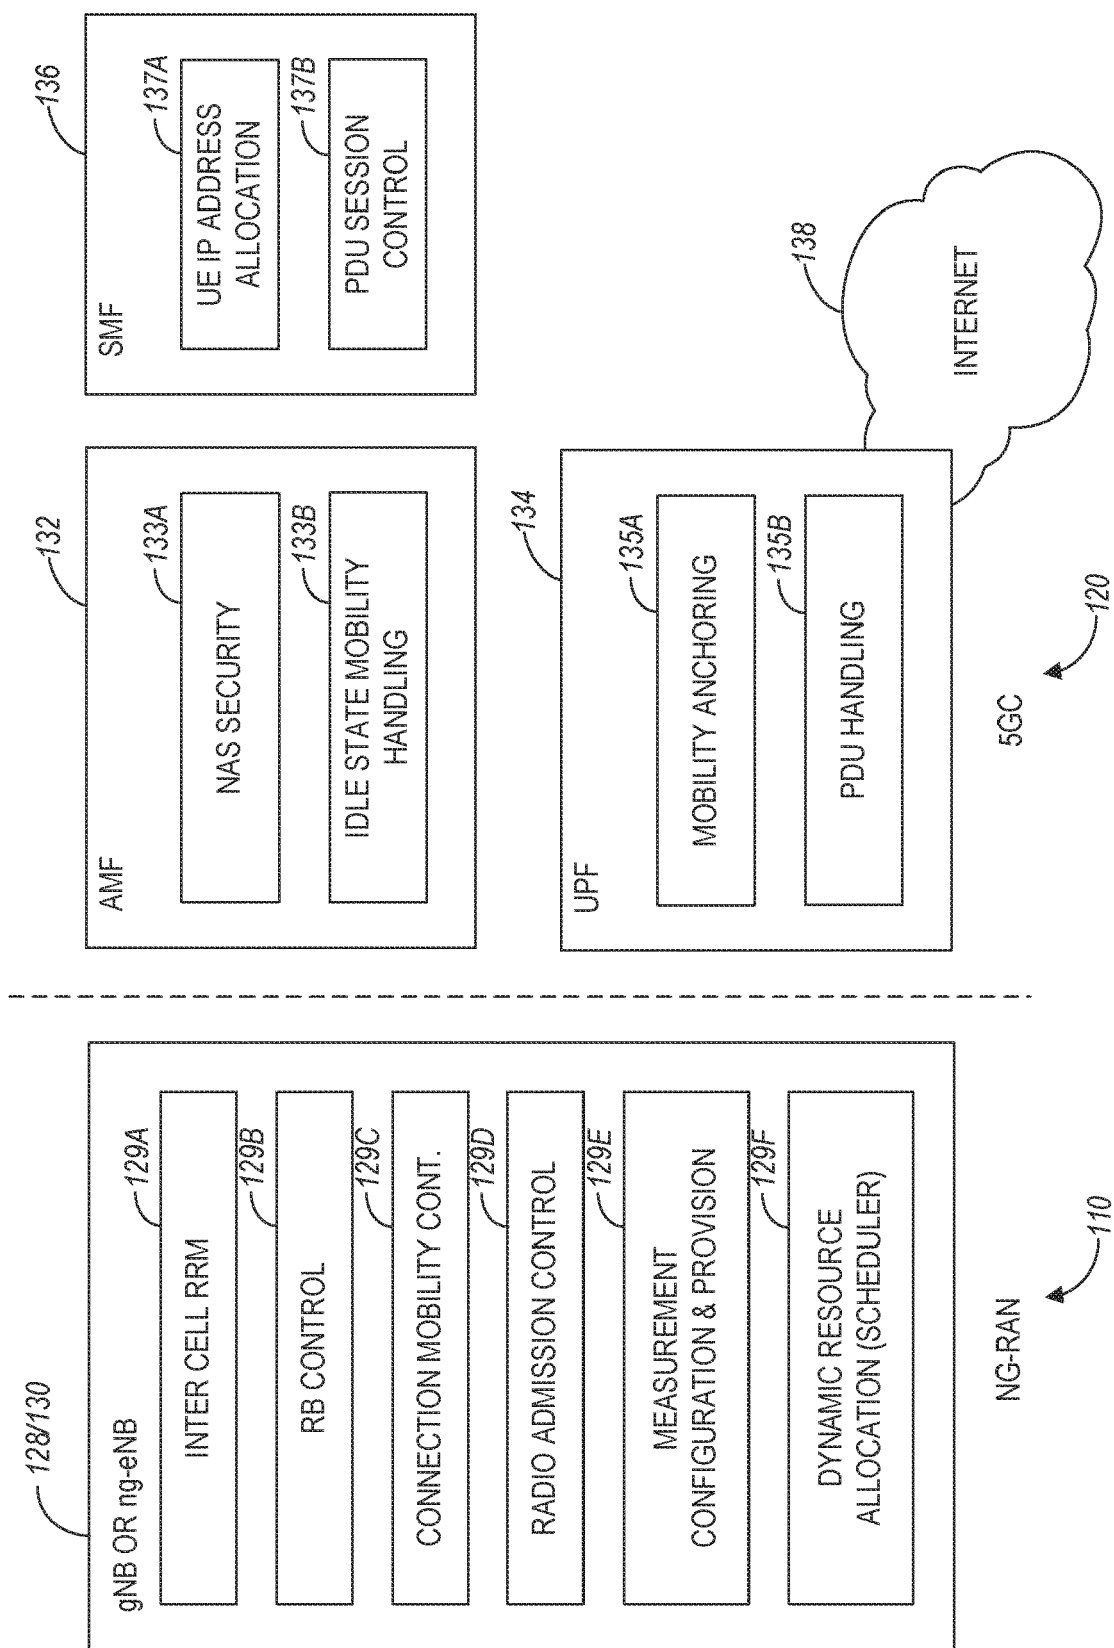 128/130
gNB OR ng-eNB
129A
INTER CELL RRM
129B
RB CONTROL
129C
CONNECTION MOBILITY CONT.
129D
RADIO ADMISSION CONTROL
129E
MEASUREMENT
CONFIGURATION & PROVISION
129F
DYNAMIC RESOURCE
ALLOCATION (SCHEDULER)
NG-RAN
110
132
AMF
133A
NAS SECURITY
133B
IDLE STATE MOBILITY
HANDLING
136
SMF
137A
UE IP ADDRESS
ALLOCATION
137B
PDU SESSION
CONTROL
134
UPF
135A
MOBILITY ANCHORING
135B
PDU HANDLING
138
INTERNET
5GC
120